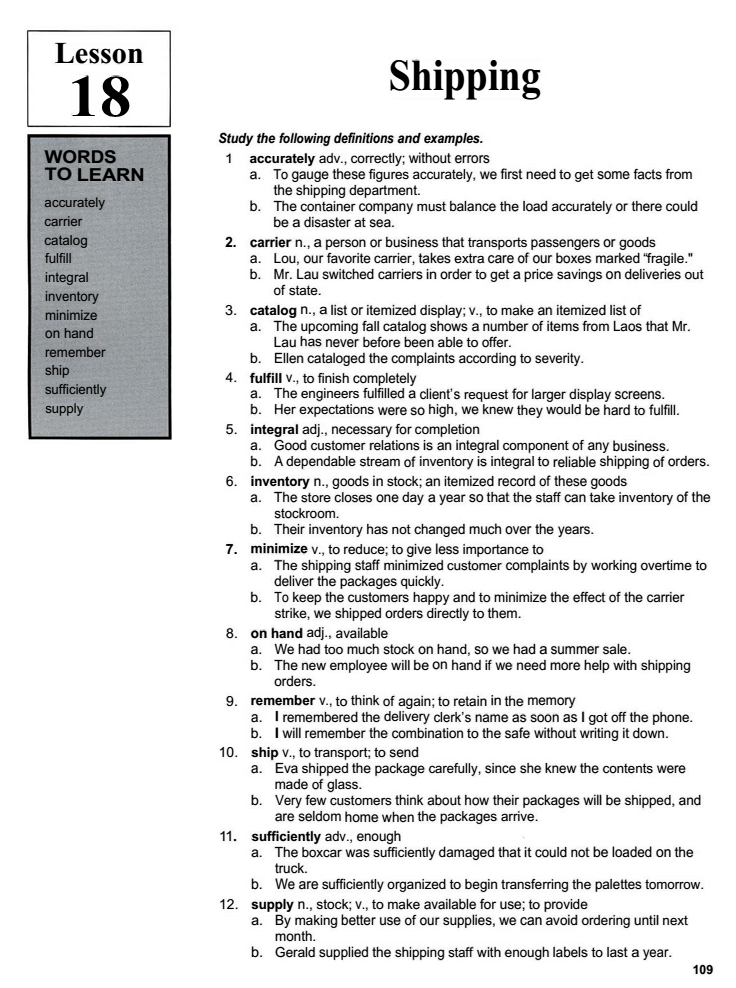 Lesson
18
Shipping
WORDS
TO LEARN
accurately
carrier
catalog
fulfill
integral
inventory
minimize
on hand
remember
ship
sufficiently
supply
Study the following definitions and examples.
1 accurately adv., correctly; without errors
a. To gauge these figures accurately, we first need to get some facts from
the shipping department.
b. The container company must balance the load accurately or there could
be a disaster at sea.
2. carrier n., a person or business that transports passengers or goods
a. Lou, our favorite carrier, takes extra care of our boxes marked “fragile."
b. Mr. Lau switched carriers in order to get a price savings on deliveries out
of state.
3. catalog n., a list or itemized display; v., to make an itemized list of
a. The upcoming fall catalog shows a number of items from Laos that Mr.
Lau has never before been able to offer.
b. Ellen cataloged the complaints according to severity.
4. fulfill v., to finish completely
a. The engineers fulfilled a client’s request for larger display screens.
b. Her expectations were so high, we knew they would be hard to fulfill.
5. integral adj., necessary for completion
a. Good customer relations is an integral component of any business.
b. A dependable stream of inventory is integral to reliable shipping of orders.
6. inventory n., goods in stock; an itemized record of these goods
a. The store closes one day a year so that the staff can take inventory of the
stockroom.
b. Their inventory has not changed much over the years.
7. minimize v., to reduce; to give less importance to
a. The shipping staff minimized customer complaints by working overtime to
deliver the packages quickly.
b. To keep the customers happy and to minimize the effect of the carrier
strike, we shipped orders directly to them.
8. on hand adj., available
a. We had too much stock on hand, so we had a summer sale.
b. The new employee will be on hand if we need more help with shipping
orders.
9. remember v., to think of again; to retain in the memory
a. I remembered the delivery clerk’s name as soon as I got off the phone.
b. I will remember the combination to the safe without writing it down.
10. ship v., to transport; to send
a. Eva shipped the package carefully, since she knew the contents were
made of glass.
b. Very few customers think about how their packages will be shipped, and
are seldom home when the packages arrive.
11. sufficiently adv., enough
a. The boxcar was sufficiently damaged that it could not be loaded on the
truck.
b. We are sufficiently organized to begin transferring the palettes tomorrow.
12. supply n., stock; v., to make available for use; to provide
a. By making better use of our supplies, we can avoid ordering until next
month.
b. Gerald supplied the shipping staff with enough labels to last a year.
109